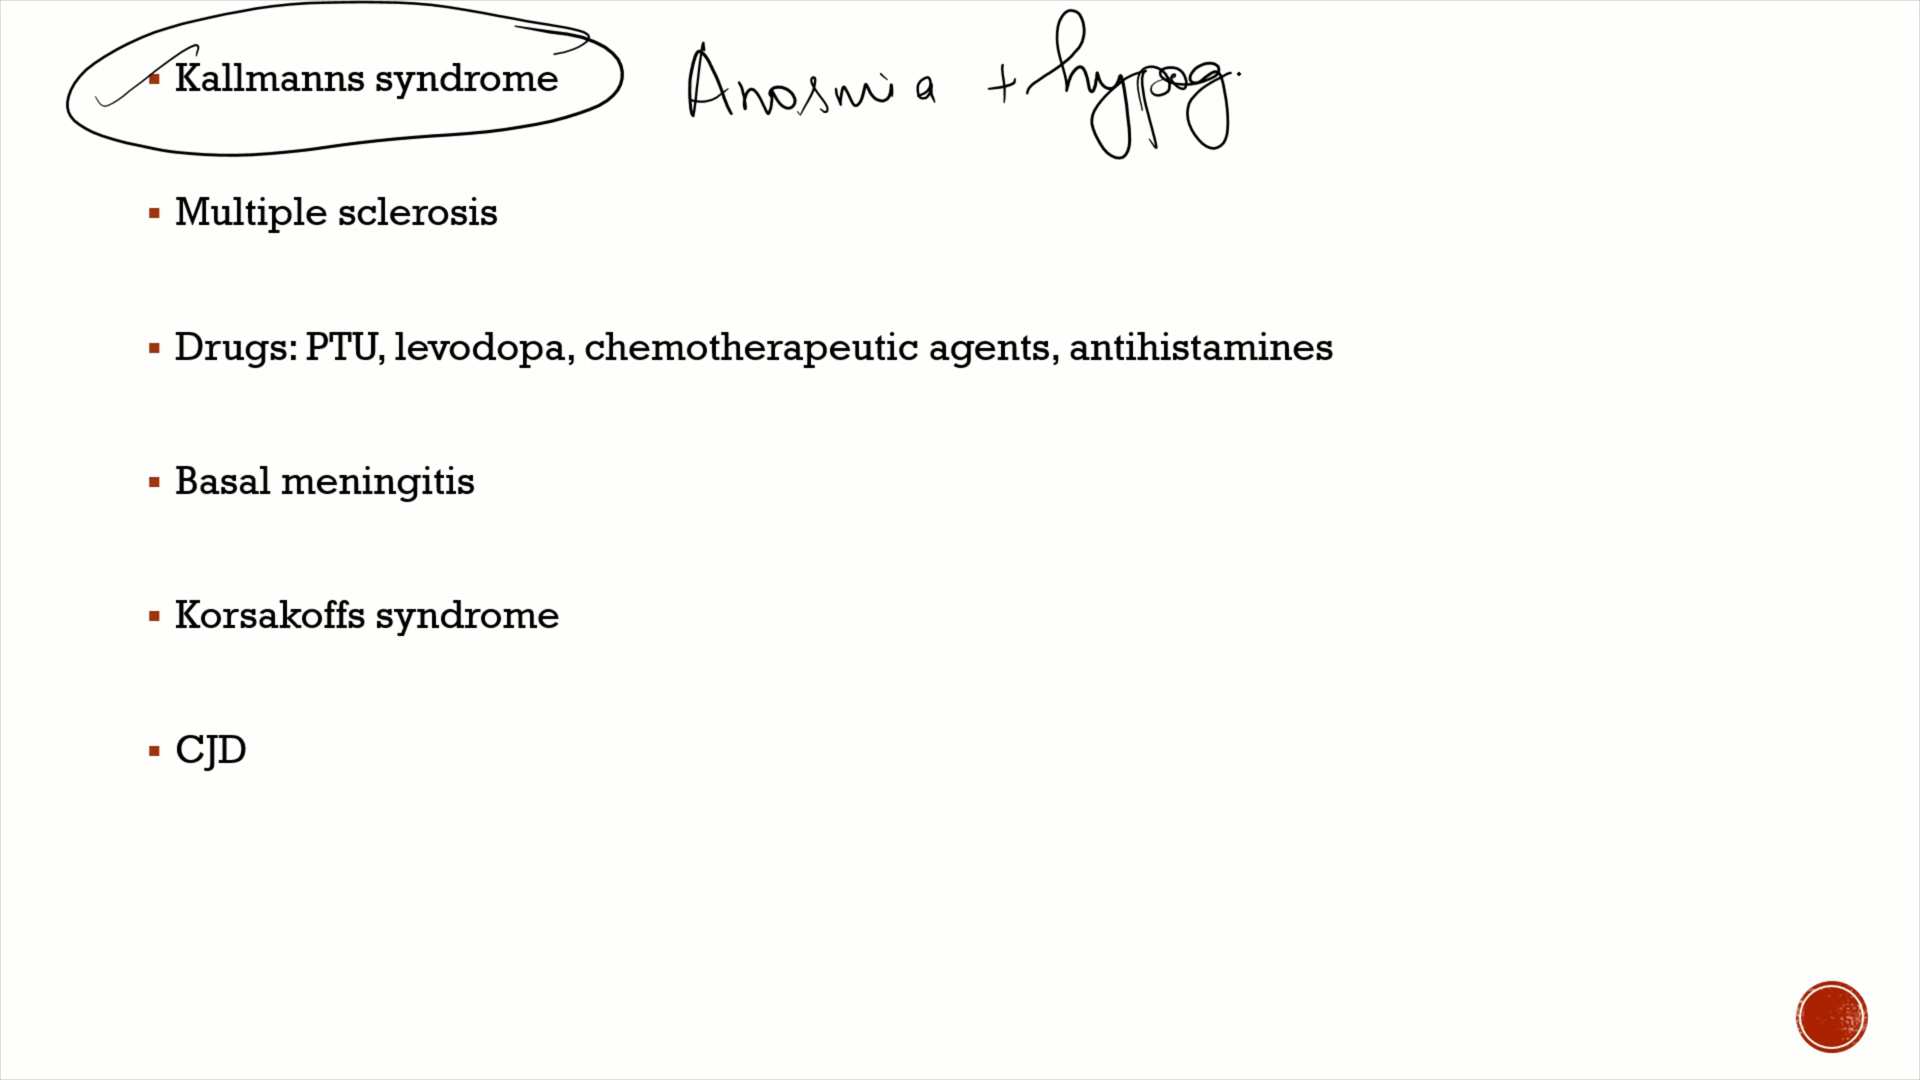 Kallmanns syndrome Anosmia + hypog.
Multiple sclerosis
Drugs: PTU, levodopa, chemotherapeutic agents, antihistamines
Basal meningitis
Korsakoffs syndrome
CJD